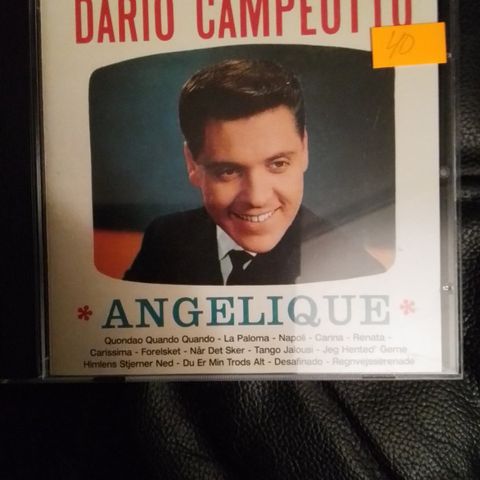 DARIO CAMPEOTTO
40
* ANGELIQUE *
Quondao Quando Quando - La Paloma - Napoli - Carina - Renata -
Carissima - Forelsket - Når Det Sker - Tango Jalousi - Jeg Hented' Gerne
Himlens Stjerner Ned - Du Er Min Trods Alt - Desafinado - Regnvejsserenade